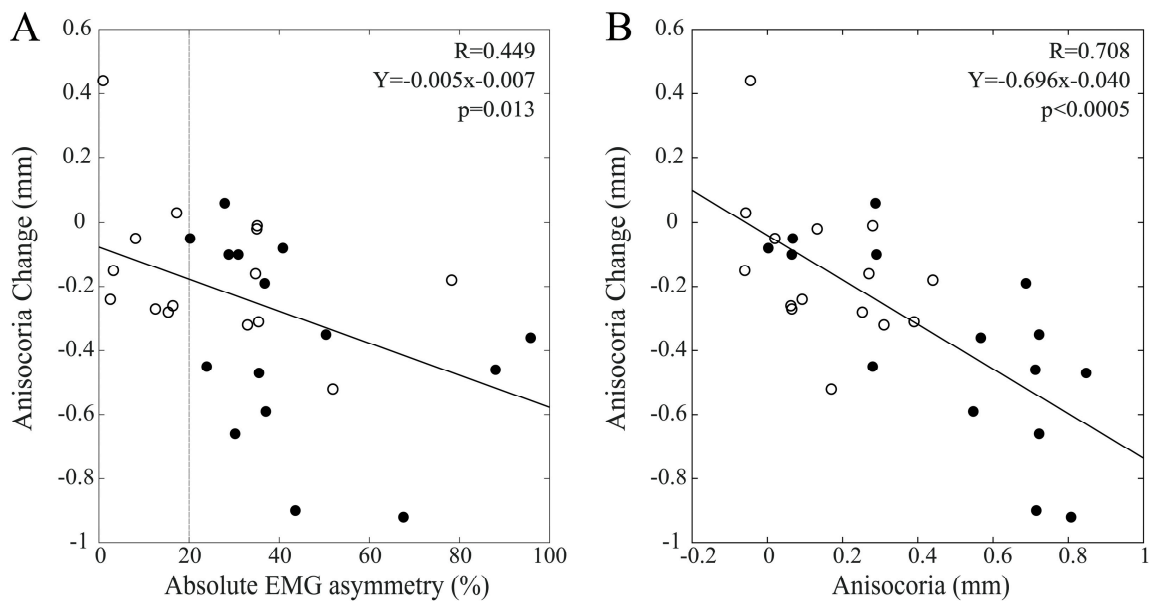 A
R=0.449
Y=-0.005x-0.007
p=0.013
0.6
0.4
0.2
0
-0.2
-0.4
-0.6
-0.8
-1
Anisocoria Change (mm)
0 20 40 60 80 100
Absolute EMG asymmetry (%)
B
R=0.708
Y=-0.696x-0.040
p<0.0005
0.6
0.4
0.2
0
-0.2
-0.4
-0.6
-0.8
-1
Anisocoria Change (mm)
-0.2 0 0.2 0.4 0.6 0.8 1
Anisocoria (mm)